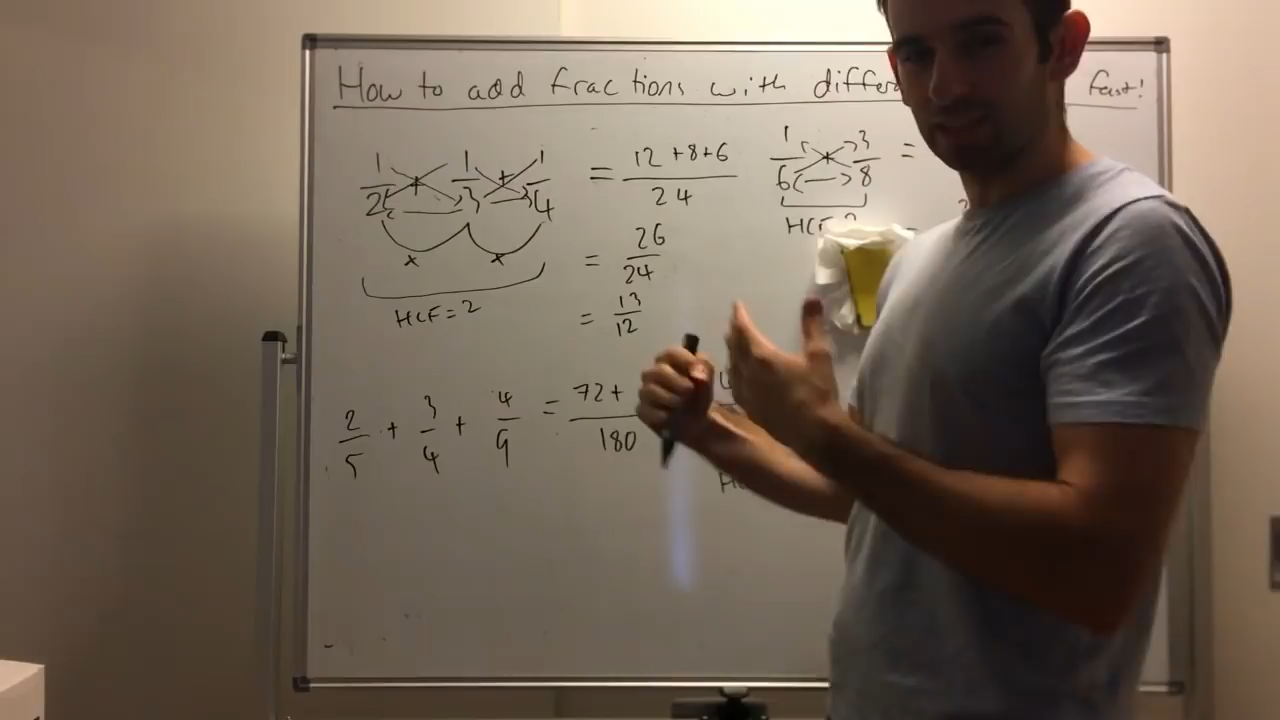 How to add fractions with differ fast!
1/2 + 1/3 + 1/4 = 12+8+6/24
= 26/24
= 13/12
HCF = 2
1/6 + 3/8 =
HCF
2/5 + 3/4 + 4/9 = 72+ /180